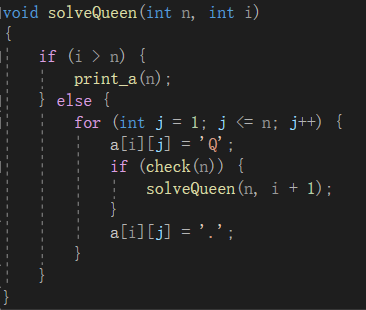 void solveQueen(int n, int i)
{
    if (i > n) {
        print_a(n);
    } else {
        for (int j = 1; j <= n; j++) {
            a[i][j] = 'Q';
            if (check(n)) {
                solveQueen(n, i + 1);
            }
            a[i][j] = '.';
        }
    }
}